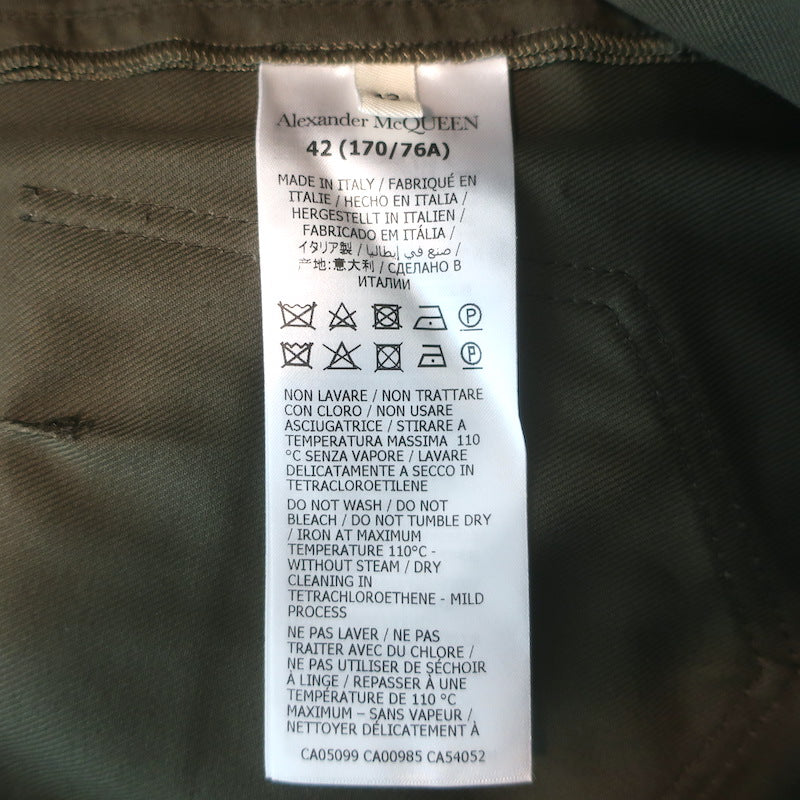 Alexander McQUEEN
42 (170/76A)
MADE IN ITALY / FABRIQUÉ EN
ITALIE / HECHO EN ITALIA /
HERGESTELLT IN ITALIEN /
FABRICADO EM ITÁLIA /
イタリア製 / صنع في إيطاليا /
产地:意大利 / СДЕЛАНО В
ИТАЛИИ
P
P
NON LAVARE / NON TRATTARE
CON CLORO / NON USARE
ASCIUGATRICE / STIRARE A
TEMPERATURA MASSIMA 110
°C SENZA VAPORE / LAVARE
DELICATAMENTE A SECCO IN
TETRACLOROETILENE
DO NOT WASH / DO NOT
BLEACH / DO NOT TUMBLE DRY
/ IRON AT MAXIMUM
TEMPERATURE 110°C -
WITHOUT STEAM / DRY
CLEANING IN
TETRACHLOROETHENE - MILD
PROCESS
NE PAS LAVER / NE PAS
TRAITER AVEC DU CHLORE /
NE PAS UTILISER DE SÉCHOIR
À LINGE / REPASSER À UNE
TEMPÉRATURE DE 110 °C
MAXIMUM – SANS VAPEUR /
NETTOYER DÉLICATEMENT À
CA05099 CA00985 CA54052